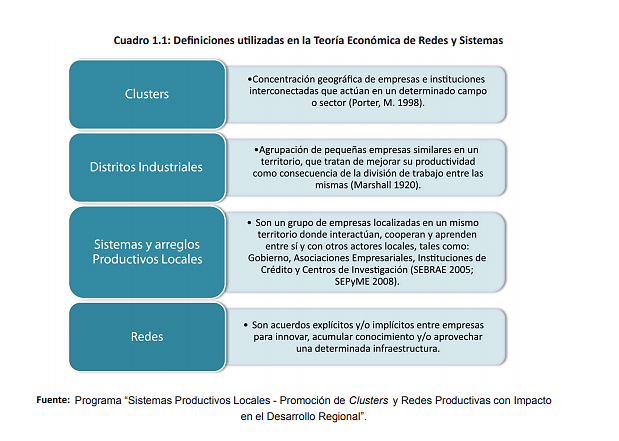 Cuadro 1.1: Definiciones utilizadas en la Teoría Económica de Redes y Sistemas
Clusters
•Concentración geográfica de empresas e instituciones
interconectadas que actúan en un determinado campo
o sector (Porter, M. 1998).
Distritos Industriales
•Agrupación de pequeñas empresas similares en un
territorio, que tratan de mejorar su productividad
como consecuencia de la división de trabajo entre las
mismas (Marshall 1920).
Sistemas y arreglos
Productivos Locales
• Son un grupo de empresas localizadas en un mismo
territorio donde interactúan, cooperan y aprenden
entre sí y con otros actores locales, tales como:
Gobierno, Asociaciones Empresariales, Instituciones de
Crédito y Centros de Investigación (SEBRAE 2005;
SEPyME 2008).
Redes
• Son acuerdos explícitos y/o implícitos entre empresas
para innovar, acumular conocimiento y/o aprovechar
una determinada infraestructura.
Fuente: Programa “Sistemas Productivos Locales - Promoción de Clusters y Redes Productivas con Impacto
en el Desarrollo Regional”.